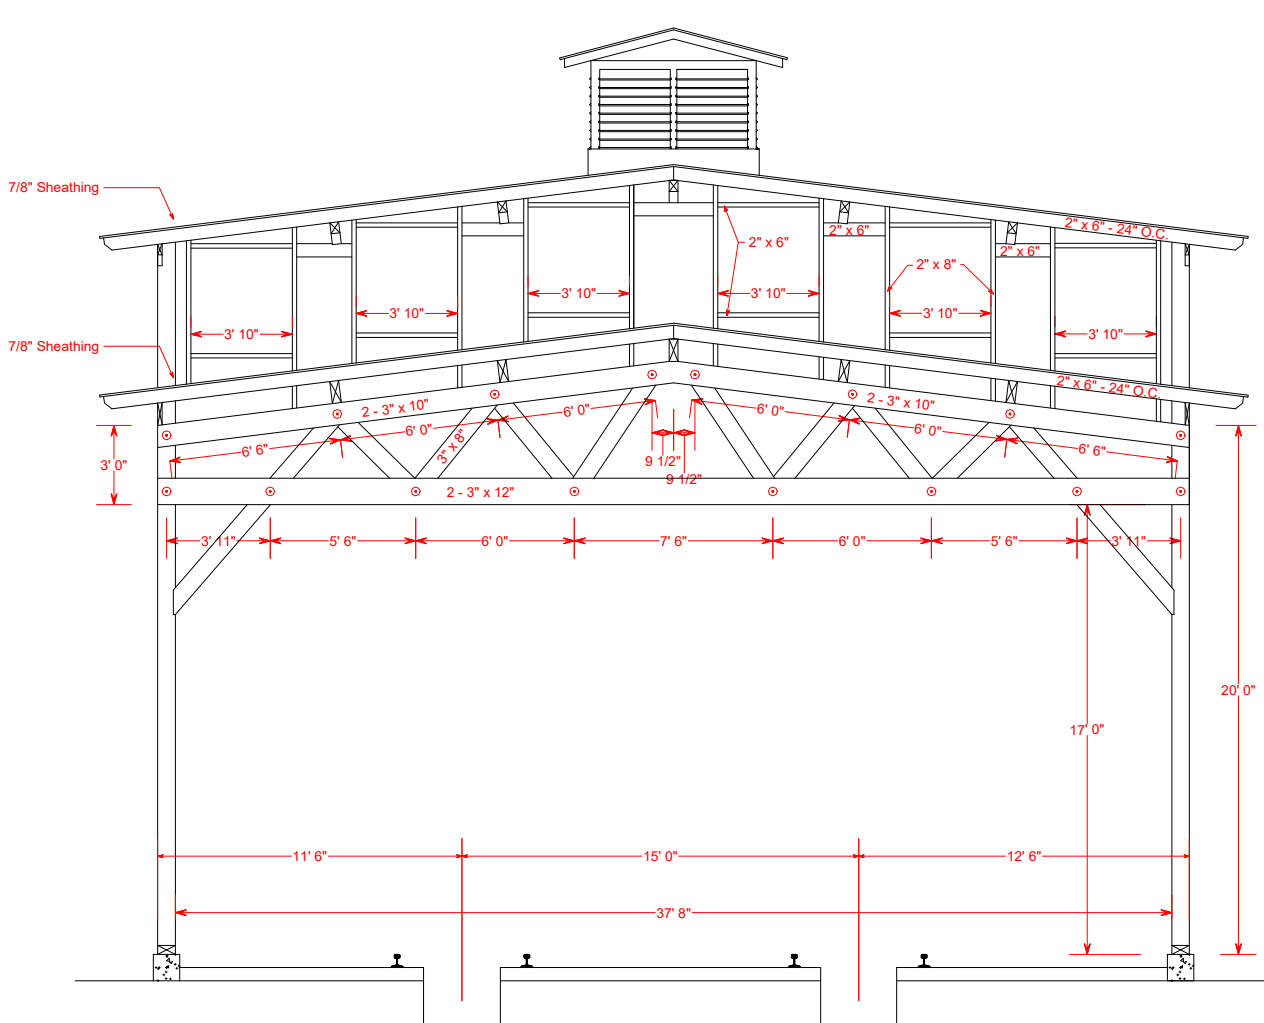 7/8" Sheathing
2" x 6" - 24" O.C.
2" x 6"
2" x 6"
2" x 6"
2" x 8"
3' 10"
3' 10"
3' 10"
3' 10"
3' 10"
3' 10"
7/8" Sheathing
2" x 6" - 24" O.C.
2 - 3" x 10"
2 - 3" x 10"
6' 0"
6' 0"
6' 0"
6' 0"
6' 6"
6' 6"
3" x 8"
9 1/2"
9 1/2"
3' 0"
2 - 3" x 12"
3' 11"
5' 6"
6' 0"
7' 6"
6' 0"
5' 6"
3' 11"
20' 0"
17' 0"
11' 6"
15' 0"
12' 6"
37' 8"